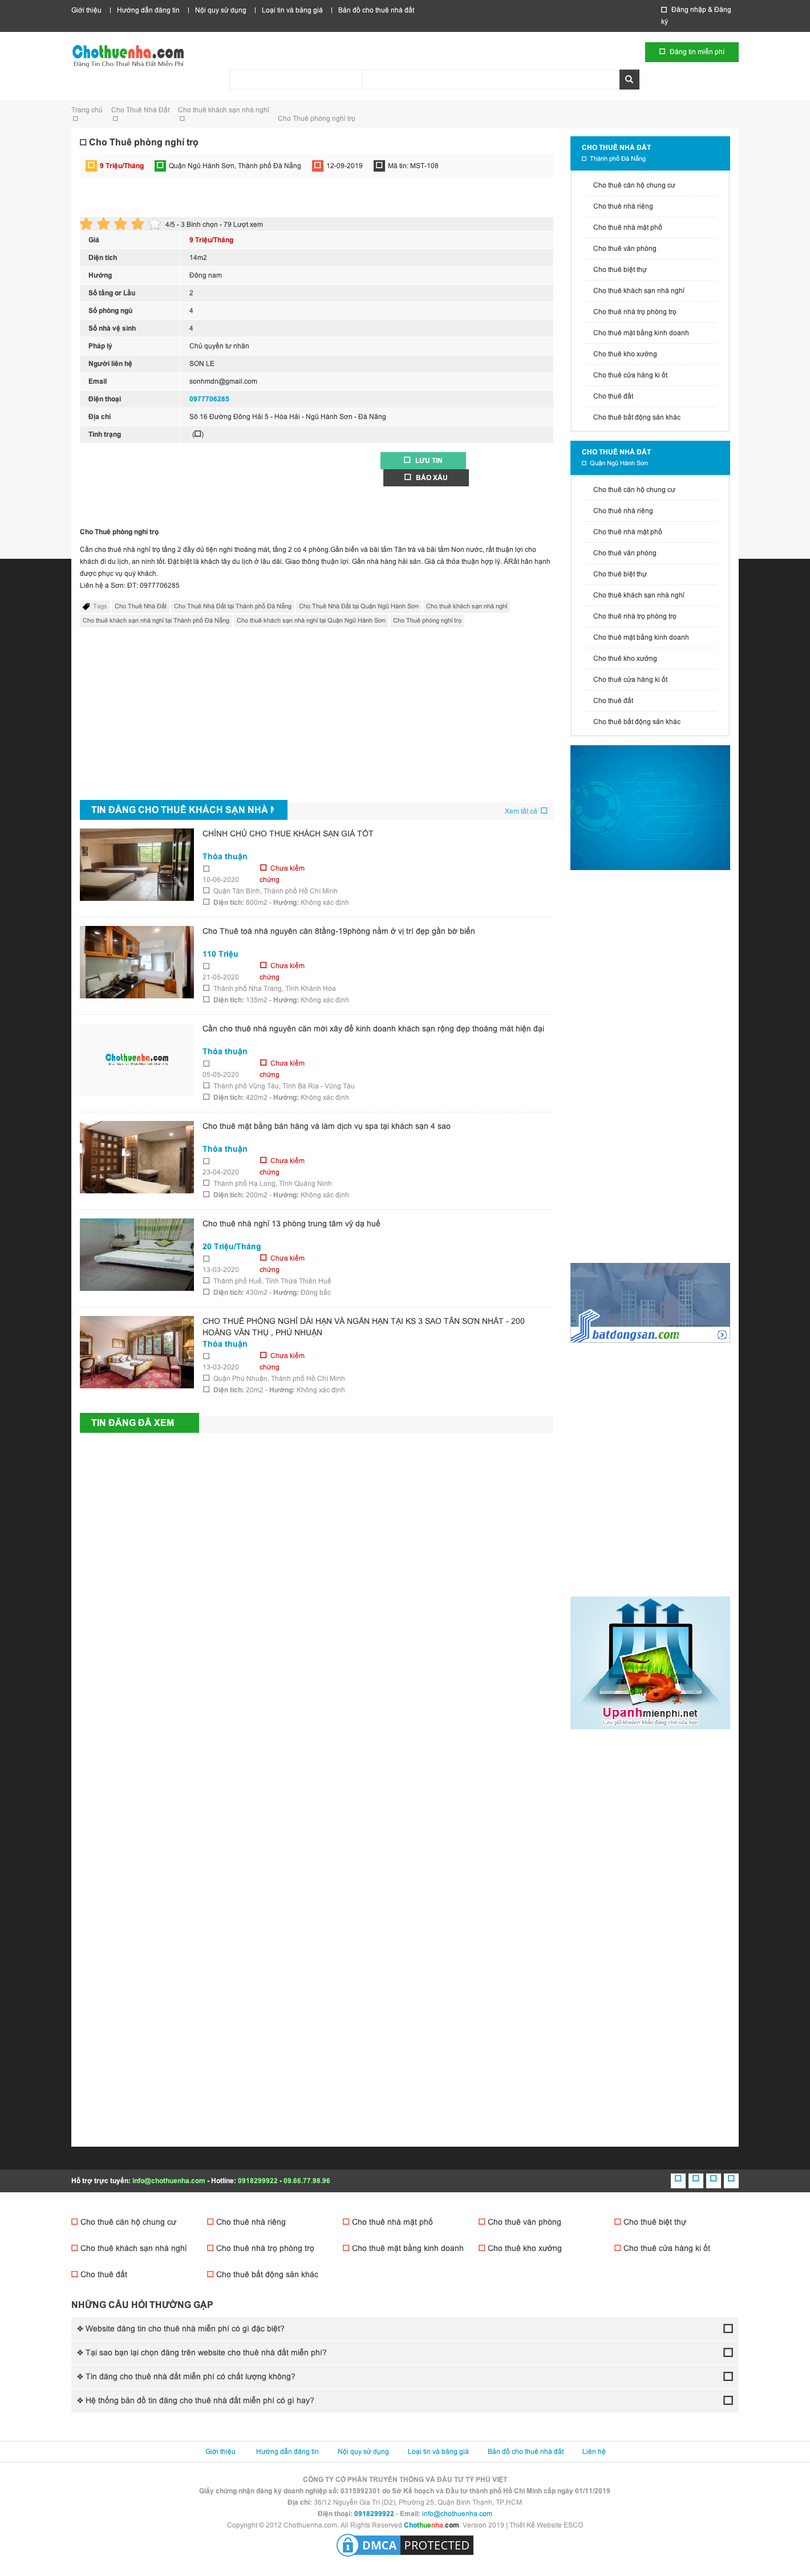 Giới thiệu | Hướng dẫn đăng tin | Nội quy sử dụng | Loại tin và bảng giá | Bản đồ cho thuê nhà đất
Đăng nhập & Đăng ký
Chothuenha.com
Đăng Tin Cho Thuê Nhà Đất Miễn Phí
Đăng tin miễn phí
Trang chủ
Cho Thuê Nhà Đất
Cho thuê khách sạn nhà nghỉ
Cho Thuê phòng nghỉ trọ
Cho Thuê phòng nghỉ trọ
9 Triệu/Tháng
Quận Ngũ Hành Sơn, Thành phố Đà Nẵng
12-09-2019
Mã tin: MST-108
4/5 - 3 Bình chọn - 79 Lượt xem
Giá 9 Triệu/Tháng
Diện tích 14m2
Hướng Đông nam
Số tầng or Lầu 2
Số phòng ngủ 4
Số nhà vệ sinh 4
Pháp lý Chủ quyền tư nhân
Người liên hệ SON LE
Email sonhmdn@gmail.com
Điện thoại 0977706285
Địa chỉ Số 16 Đường Đông Hải 5 - Hòa Hải - Ngũ Hành Sơn - Đà Nẵng
Tình trạng ( )
LƯU TIN
BÁO XẤU
Cho Thuê phòng nghỉ trọ
Cần cho thuê nhà nghỉ trọ tầng 2 đầy đủ tiện nghi thoáng mát, tầng 2 có 4 phòng.Gần biển và bãi tắm Tân trà và bãi tắm Non nước, rất thuận lợi cho
khách đi du lịch, an ninh tốt. Đặt biệt là khách tây du lịch ở lâu dài. Giao thông thuận lợi. Gần nhà hàng hải sản. Giá cả thỏa thuận hợp lý. ÃRất hân hạnh
được phục vụ quý khách.
Liên hệ a Sơn: ĐT: 0977706285
Tags
Cho Thuê Nhà Đất
Cho Thuê Nhà Đất tại Thành phố Đà Nẵng
Cho Thuê Nhà Đất tại Quận Ngũ Hành Sơn
Cho thuê khách sạn nhà nghỉ
Cho thuê khách sạn nhà nghỉ tại Thành phố Đà Nẵng
Cho thuê khách sạn nhà nghỉ tại Quận Ngũ Hành Sơn
Cho Thuê phòng nghỉ trọ
TIN ĐĂNG CHO THUÊ KHÁCH SẠN NHÀ N
Xem tất cả
CHÍNH CHỦ CHO THUE KHÁCH SẠN GIÁ TỐT
Thỏa thuận
10-06-2020
Chưa kiểm chứng
Quận Tân Bình, Thành phố Hồ Chí Minh
Diện tích: 800m2 - Hướng: Không xác định
Cho Thuê toà nhà nguyên căn 8tầng-19phòng nằm ở vị trí đẹp gần bờ biển
110 Triệu
21-05-2020
Chưa kiểm chứng
Thành phố Nha Trang, Tỉnh Khánh Hòa
Diện tích: 135m2 - Hướng: Không xác định
Chothuenha.com
Cần cho thuê nhà nguyên căn mới xây để kinh doanh khách sạn rộng đẹp thoáng mát hiện đại
Thỏa thuận
05-05-2020
Chưa kiểm chứng
Thành phố Vũng Tàu, Tỉnh Bà Rịa - Vũng Tàu
Diện tích: 420m2 - Hướng: Không xác định
Cho thuê mặt bằng bán hàng và làm dịch vụ spa tại khách sạn 4 sao
Thỏa thuận
23-04-2020
Chưa kiểm chứng
Thành phố Hạ Long, Tỉnh Quảng Ninh
Diện tích: 200m2 - Hướng: Không xác định
Cho thuê nhà nghỉ 13 phòng trung tâm vỹ dạ huế
20 Triệu/Tháng
13-03-2020
Chưa kiểm chứng
Thành phố Huế, Tỉnh Thừa Thiên Huế
Diện tích: 430m2 - Hướng: Đông bắc
CHO THUÊ PHÒNG NGHỈ DÀI HẠN VÀ NGẮN HẠN TẠI KS 3 SAO TÂN SƠN NHẤT - 200
HOÀNG VĂN THỤ , PHÚ NHUẬN
Thỏa thuận
13-03-2020
Chưa kiểm chứng
Quận Phú Nhuận, Thành phố Hồ Chí Minh
Diện tích: 20m2 - Hướng: Không xác định
TIN ĐĂNG ĐÃ XEM
CHO THUÊ NHÀ ĐẤT
Thành phố Đà Nẵng
Cho thuê căn hộ chung cư
Cho thuê nhà riêng
Cho thuê nhà mặt phố
Cho thuê văn phòng
Cho thuê biệt thự
Cho thuê khách sạn nhà nghỉ
Cho thuê nhà trọ phòng trọ
Cho thuê mặt bằng kinh doanh
Cho thuê kho xưởng
Cho thuê cửa hàng ki ốt
Cho thuê đất
Cho thuê bất động sản khác
CHO THUÊ NHÀ ĐẤT
Quận Ngũ Hành Sơn
Cho thuê căn hộ chung cư
Cho thuê nhà riêng
Cho thuê nhà mặt phố
Cho thuê văn phòng
Cho thuê biệt thự
Cho thuê khách sạn nhà nghỉ
Cho thuê nhà trọ phòng trọ
Cho thuê mặt bằng kinh doanh
Cho thuê kho xưởng
Cho thuê cửa hàng ki ốt
Cho thuê đất
Cho thuê bất động sản khác
batdongsan.com
Upanhmienphi.net
Lưu giữ khoảnh khắc đáng nhớ của bạn
Hỗ trợ trực tuyến: info@chothuenha.com - Hotline: 0918299922 - 09.66.77.98.96
Cho thuê căn hộ chung cư
Cho thuê nhà riêng
Cho thuê nhà mặt phố
Cho thuê văn phòng
Cho thuê biệt thự
Cho thuê khách sạn nhà nghỉ
Cho thuê nhà trọ phòng trọ
Cho thuê mặt bằng kinh doanh
Cho thuê kho xưởng
Cho thuê cửa hàng ki ốt
Cho thuê đất
Cho thuê bất động sản khác
NHỮNG CÂU HỎI THƯỜNG GẶP
❖ Website đăng tin cho thuê nhà miễn phí có gì đặc biệt?
❖ Tại sao bạn lại chọn đăng trên website cho thuê nhà đất miễn phí?
❖ Tin đăng cho thuê nhà đất miễn phí có chất lượng không?
❖ Hệ thống bản đồ tin đăng cho thuê nhà đất miễn phí có gì hay?
Giới thiệu Hướng dẫn đăng tin Nội quy sử dụng Loại tin và bảng giá Bản đồ cho thuê nhà đất Liên hệ
CÔNG TY CỔ PHẦN TRUYỀN THÔNG VÀ ĐẦU TƯ TỶ PHÚ VIỆT
Giấy chứng nhận đăng ký doanh nghiệp số: 0315992301 do Sở Kế hoạch và Đầu tư thành phố Hồ Chí Minh cấp ngày 01/11/2019
Địa chỉ: 36/12 Nguyễn Gia Trí (D2), Phường 25, Quận Bình Thạnh, TP.HCM
Điện thoại: 0918299922 - Email: info@chothuenha.com
Copyright © 2012 Chothuenha.com. All Rights Reserved Chothuenha.com. Version 2019 | Thiết Kế Website ESCO
DMCA PROTECTED